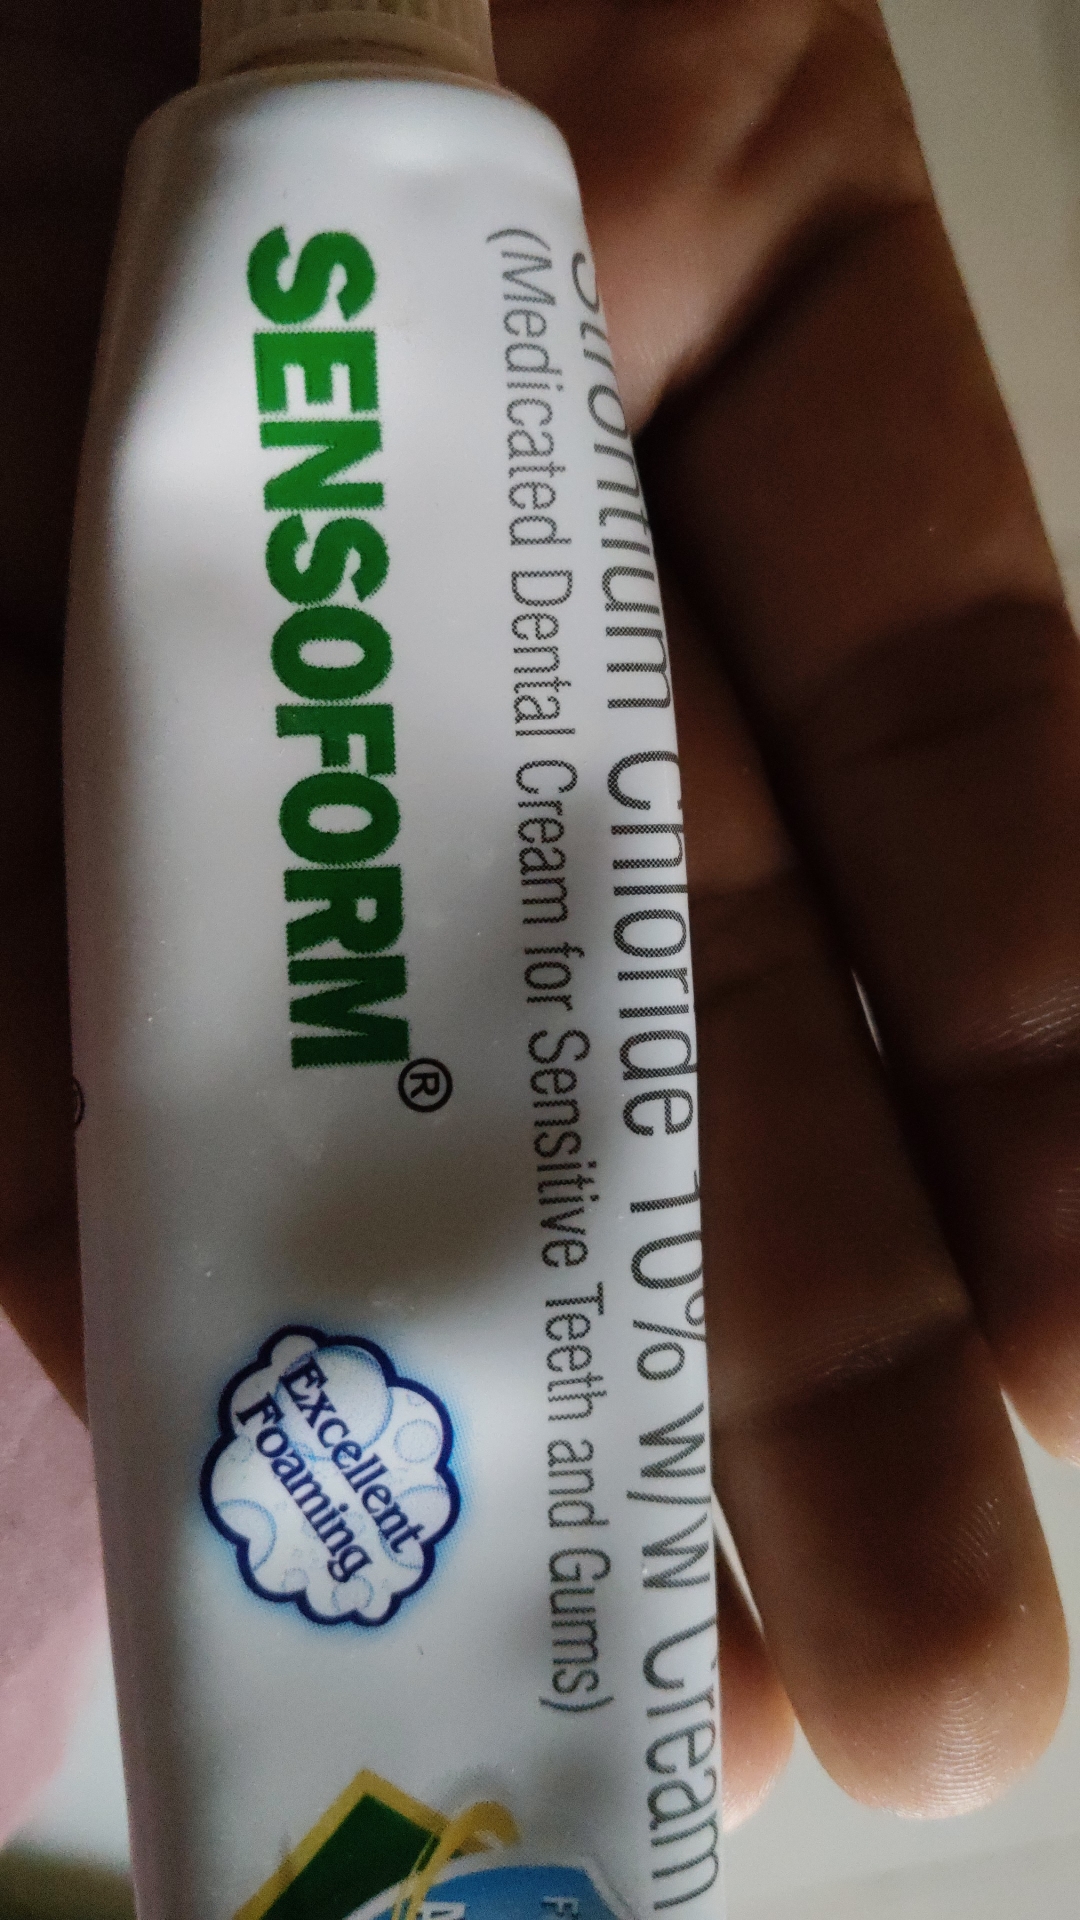 Strontium Chloride 10% w/w Cream
(Medicated Dental Cream for Sensitive Teeth and Gums)
SENSOFORM®
Excellent
Foaming